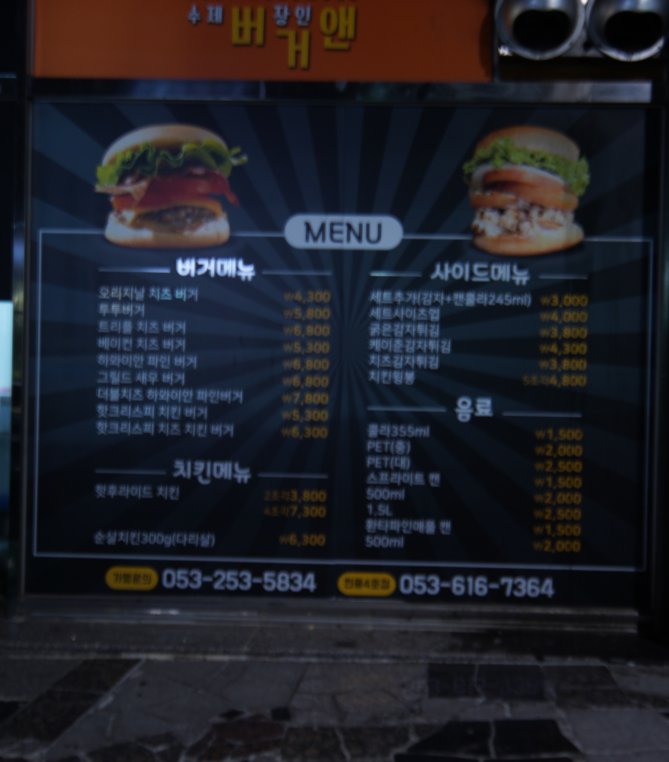 수제 장인
버거앤
MENU
버거메뉴
오리지날 치즈 버거 ₩4,300
투투버거 ₩5,800
트리플 치즈 버거 ₩6,800
베이컨 치즈 버거 ₩5,300
하와이안 파인 버거 ₩6,800
그릴드 새우 버거 ₩6,800
더블치즈 하와이안 파인버거 ₩7,800
핫크리스피 치킨 버거 ₩5,300
핫크리스피 치즈 치킨 버거 ₩6,300
치킨메뉴
핫후라이드 치킨 2조각3,800
4조각7,300
순살치킨300g(다리살) ₩6,300
사이드메뉴
세트추가(감자+캔콜라245ml) ₩3,000
세트사이즈업 ₩4,000
굵은감자튀김 ₩3,800
케이준감자튀김 ₩4,300
치즈감자튀김 ₩3,800
치킨윙봉 5조각4,800
음료
콜라355ml ₩1,500
PET(중) ₩2,000
PET(대) ₩2,500
스프라이트 캔 ₩1,500
500ml ₩2,000
1.5L ₩2,500
환타파인애플 캔 ₩1,500
500ml ₩2,000
가맹문의 053-253-5834
053-616-7364